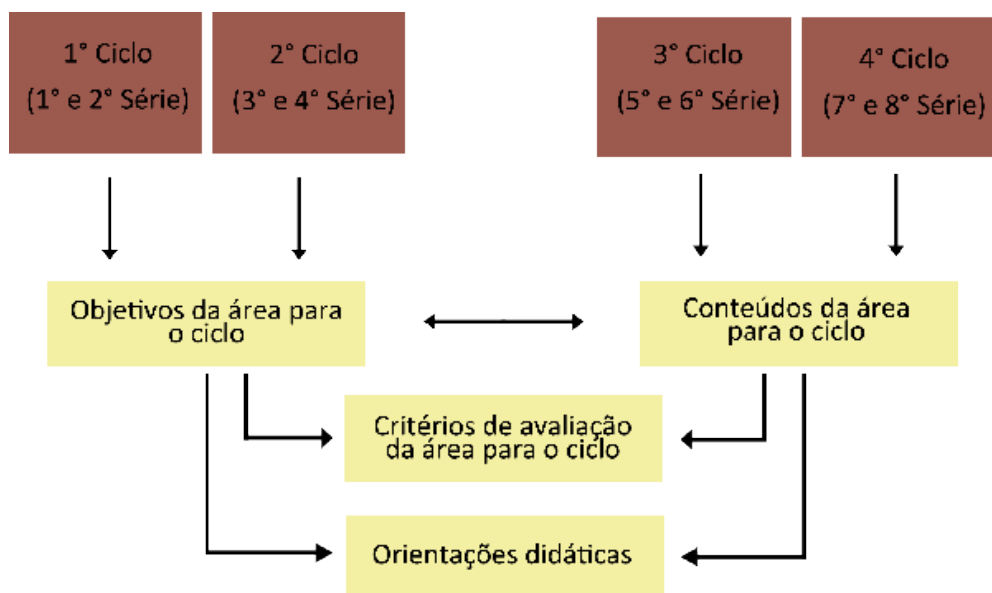 1° Ciclo
(1° e 2° Série)
2° Ciclo
(3° e 4° Série)
3° Ciclo
(5° e 6° Série)
4° Ciclo
(7° e 8° Série)
Objetivos da área para
o ciclo
Conteúdos da área
para o ciclo
Critérios de avaliação
da área para o ciclo
Orientações didáticas